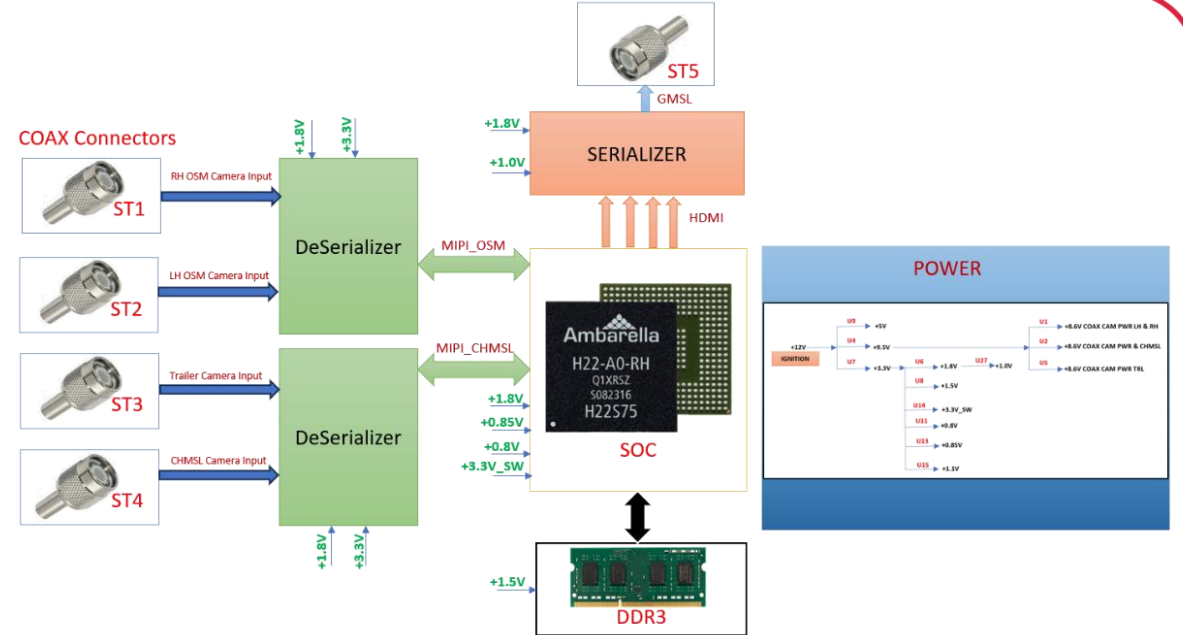 ST5
GMSL
COAX Connectors
+1.8V
+3.3V
+1.8V
+1.0V
SERIALIZER
HDMI
RH OSM Camera Input
ST1
DeSerializer
MIPI_OSM
LH OSM Camera Input
ST2
MIPI_CHMSL
Trailer Camera Input
ST3
DeSerializer
CHMSL Camera Input
ST4
+1.8V
+3.3V
Ambarella
H22-A0-RH
Q1XRSZ
S082316
H22S75
SOC
+1.8V
+0.85V
+0.8V
+3.3V_SW
+1.5V
DDR3
POWER
+12V
IGNITION
U9
+5V
U4
+9.5V
U7
+3.3V
U6
+1.8V
U27
+1.0V
U8
+1.5V
U14
+3.3V_SW
U11
+0.8V
U13
+0.85V
U15
+1.1V
U1
+8.6V COAX CAM PWR LH & RH
U2
+8.6V COAX CAM PWR & CHMSL
U5
+8.6V COAX CAM PWR TRL